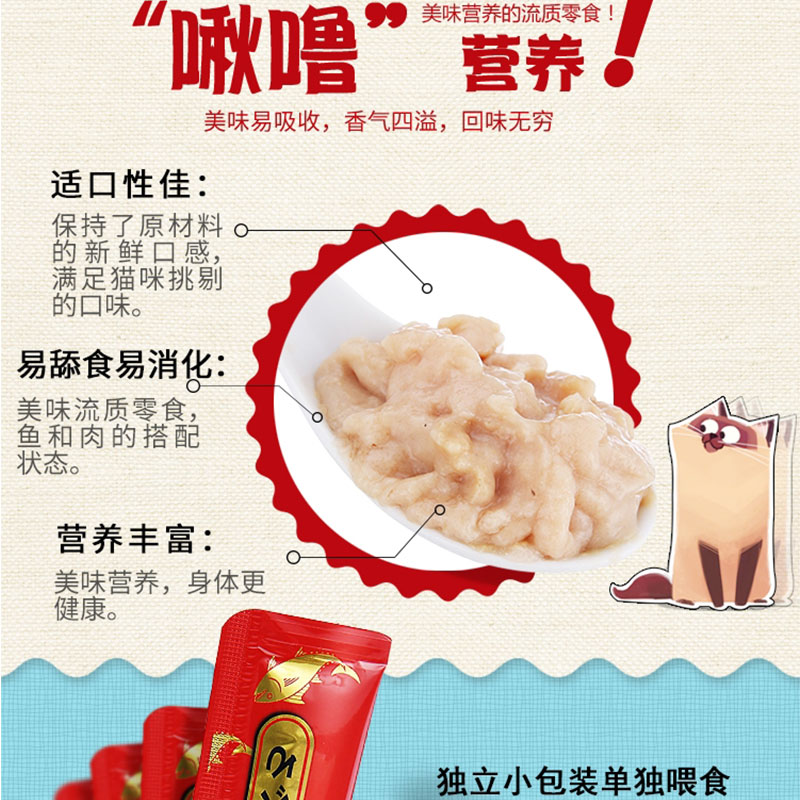 美味营养的流质零食！
“啾噜”营养！
美味易吸收，香气四溢，回味无穷
适口性佳：
保持了原材料
的新鲜口感，
满足猫咪挑剔
的口味。
易舔食易消化：
美味流质零食，
鱼和肉的搭配
状态。
营养丰富：
美味营养，身体更
健康。
独立小包装单独喂食